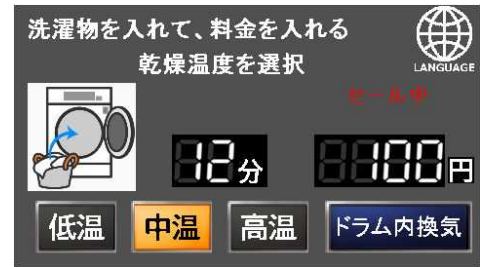 洗濯物を入れて、料金を入れる
乾燥温度を選択
LANGUAGE
セール中
12分
100円
低温
中温
高温
ドラム内換気